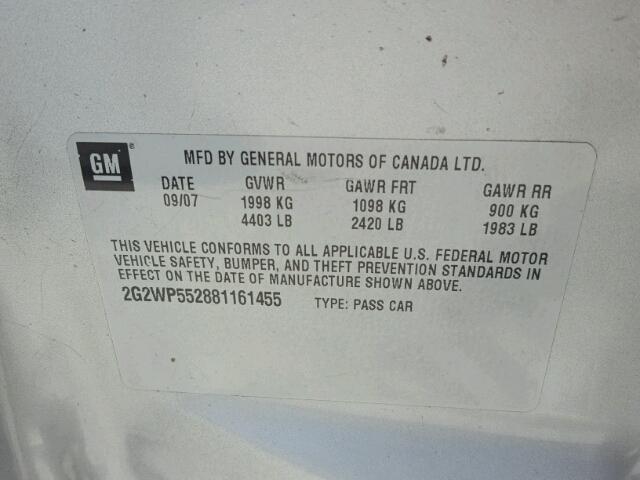 GM ®
MFD BY GENERAL MOTORS OF CANADA LTD.
DATE GVWR GAWR FRT GAWR RR
09/07 1998 KG 1098 KG 900 KG
4403 LB 2420 LB 1983 LB
THIS VEHICLE CONFORMS TO ALL APPLICABLE U.S. FEDERAL MOTOR
VEHICLE SAFETY, BUMPER, AND THEFT PREVENTION STANDARDS IN
EFFECT ON THE DATE OF MANUFACTURE SHOWN ABOVE.
2G2WP552881161455 TYPE: PASS CAR